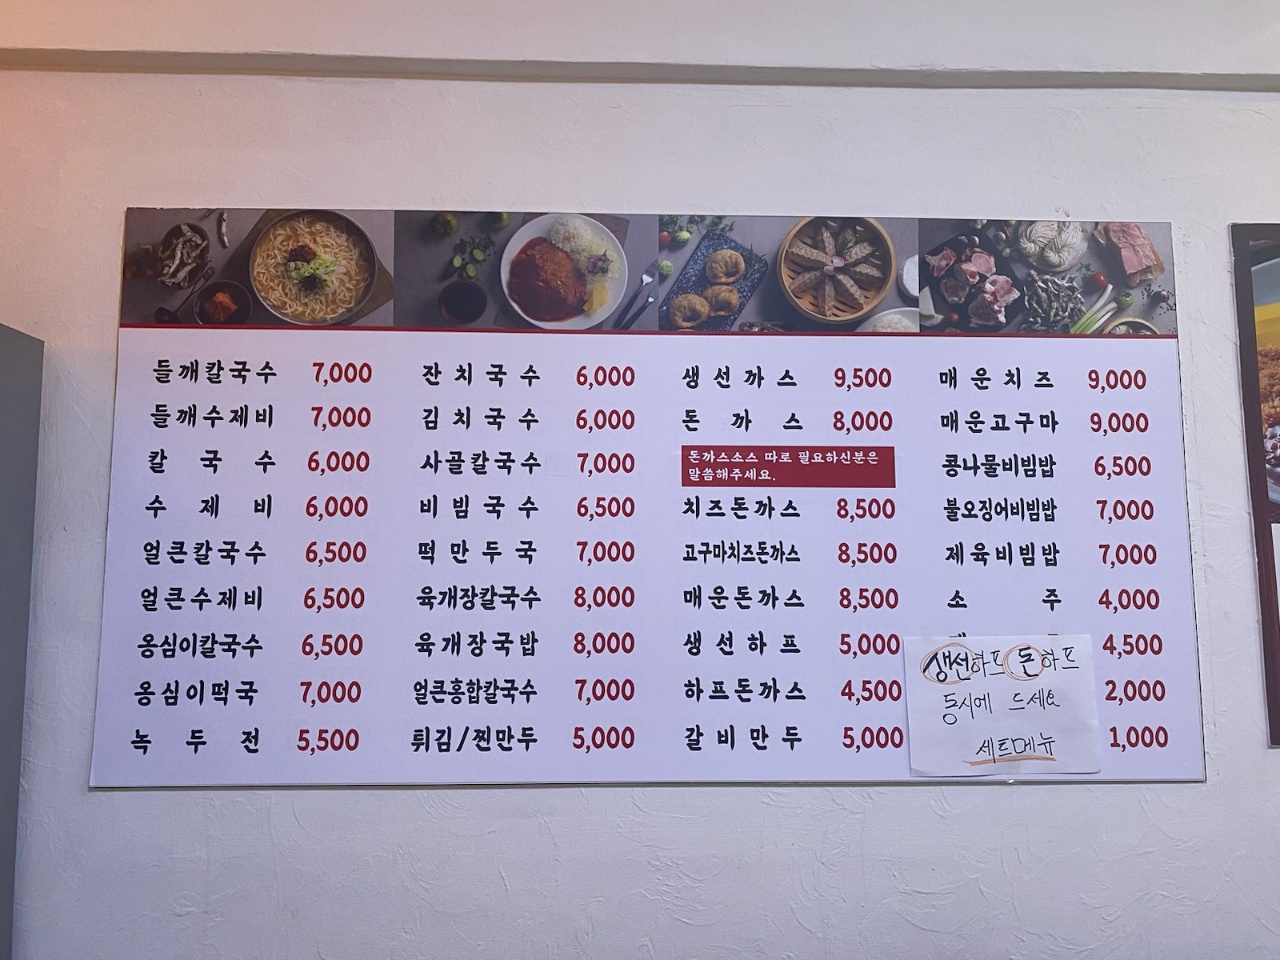 들깨칼국수 7,000
들깨수제비 7,000
칼국수 6,000
수제비 6,000
얼큰칼국수 6,500
얼큰수제비 6,500
옹심이칼국수 6,500
옹심이떡국 7,000
녹두전 5,500
잔치국수 6,000
김치국수 6,000
사골칼국수 7,000
비빔국수 6,500
떡만두국 7,000
육개장칼국수 8,000
육개장국밥 8,000
얼큰홍합칼국수 7,000
튀김/찐만두 5,000
생선까스 9,500
돈까스 8,000
돈까스소스 따로 필요하신분은
말씀해주세요.
치즈돈까스 8,500
고구마치즈돈까스 8,500
매운돈까스 8,500
생선하프 5,000
하프돈까스 4,500
갈비만두 5,000
매운치즈 9,000
매운고구마 9,000
콩나물비빔밥 6,500
불오징어비빔밥 7,000
제육비빔밥 7,000
소주 4,000
4,500
2,000
1,000
생선하프 돈하프
동시에 드세요
세트메뉴